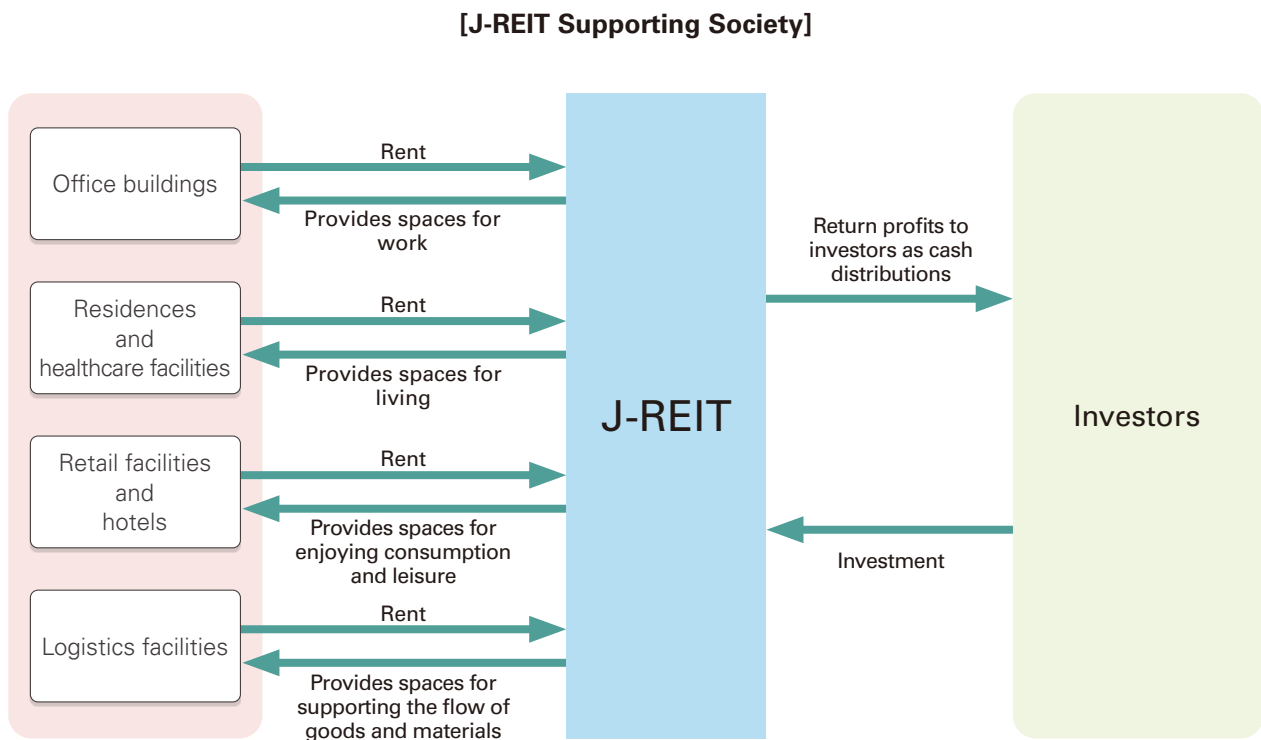 [J-REIT Supporting Society]
Office buildings
Rent
Provides spaces for
work
Residences
and
healthcare facilities
Rent
Provides spaces for
living
Retail facilities
and
hotels
Rent
Provides spaces for
enjoying consumption
and leisure
Logistics facilities
Rent
Provides spaces for
supporting the flow of
goods and materials
J-REIT
Return profits to
investors as cash
distributions
Investment
Investors